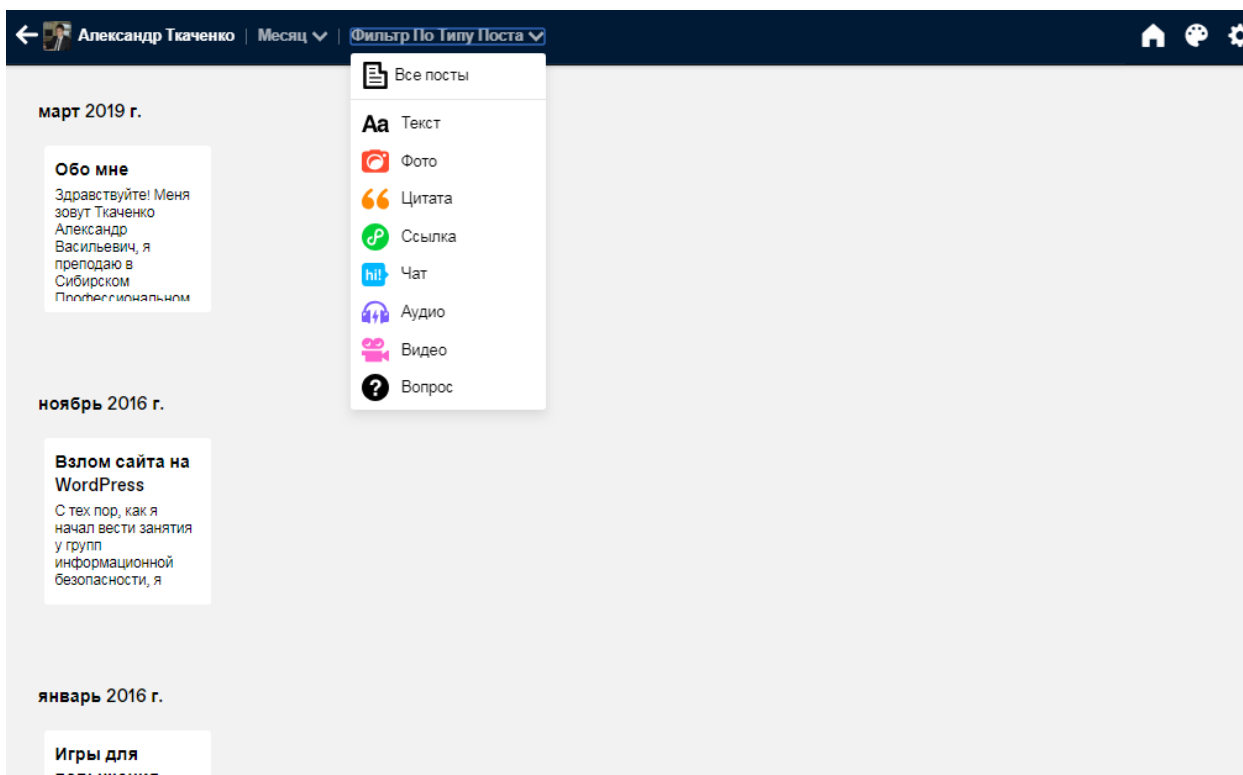 Александр Ткаченко | Месяц | Фильтр По Типу Поста
Все посты
Aa Текст
Фото
Цитата
Ссылка
hi! Чат
Аудио
Видео
? Вопрос
март 2019 г.
Обо мне
Здравствуйте! Меня
зовут Ткаченко
Александр
Васильевич, я
преподаю в
Сибирском
Профессиональном
ноябрь 2016 г.
Взлом сайта на
WordPress
С тех пор, как я
начал вести занятия
у групп
информационной
безопасности, я
январь 2016 г.
Игры для